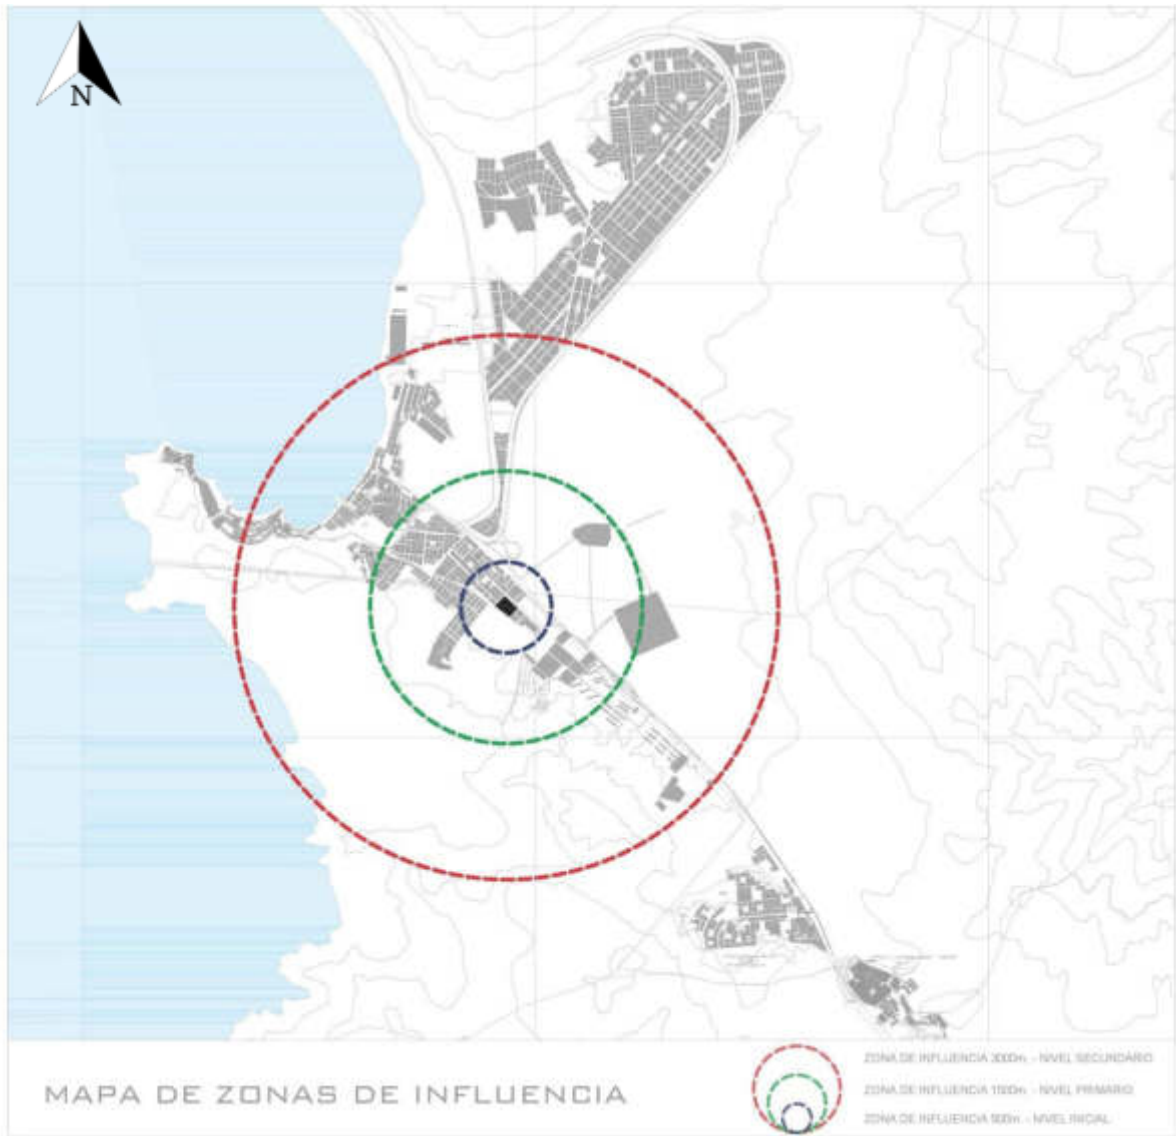 N
MAPA DE ZONAS DE INFLUENCIA
ZONA DE INFLUENCIA 3000m. - NIVEL SECUNDARIO
ZONA DE INFLUENCIA 1500m. - NIVEL PRIMARIO
ZONA DE INFLUENCIA 500m. - NIVEL INICIAL